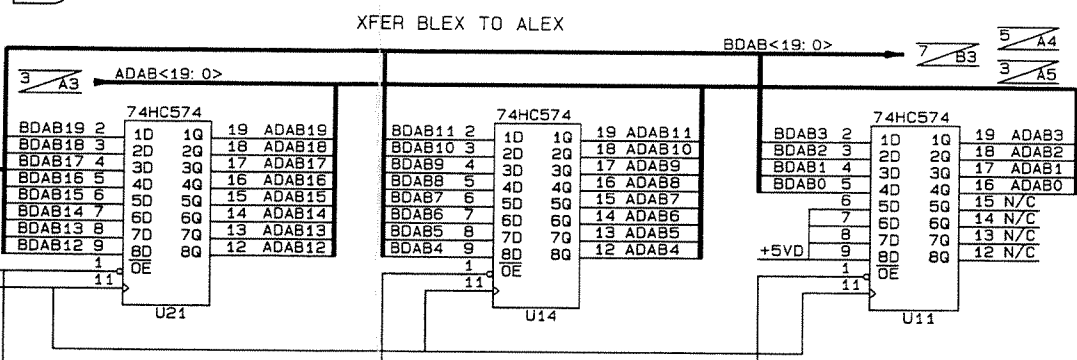 XFER BLEX TO ALEX
BDAB<19:0>
7 B3
5 A4
3 A5
3 A3
ADAB<19:0>
74HC574
BDAB19 2 1D 1Q 19 ADAB19
BDAB18 3 2D 2Q 18 ADAB18
BDAB17 4 3D 3Q 17 ADAB17
BDAB16 5 4D 4Q 16 ADAB16
BDAB15 6 5D 5Q 15 ADAB15
BDAB14 7 6D 6Q 14 ADAB14
BDAB13 8 7D 7Q 13 ADAB13
BDAB12 9 8D 8Q 12 ADAB12
1 OE
11
U21
74HC574
BDAB11 2 1D 1Q 19 ADAB11
BDAB10 3 2D 2Q 18 ADAB10
BDAB9 4 3D 3Q 17 ADAB9
BDAB8 5 4D 4Q 16 ADAB8
BDAB7 6 5D 5Q 15 ADAB7
BDAB6 7 6D 6Q 14 ADAB6
BDAB5 8 7D 7Q 13 ADAB5
BDAB4 9 8D 8Q 12 ADAB4
1 OE
11
U14
74HC574
BDAB3 2 1D 1Q 19 ADAB3
BDAB2 3 2D 2Q 18 ADAB2
BDAB1 4 3D 3Q 17 ADAB1
BDAB0 5 4D 4Q 16 ADAB0
6 5D 5Q 15 N/C
7 6D 6Q 14 N/C
8 7D 7Q 13 N/C
+5VD 9 8D 8Q 12 N/C
1 OE
11
U11